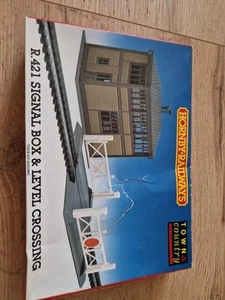 R.421 SIGNAL BOX & LEVEL CROSSING
HORNBY RAILWAYS
TOWN &
country